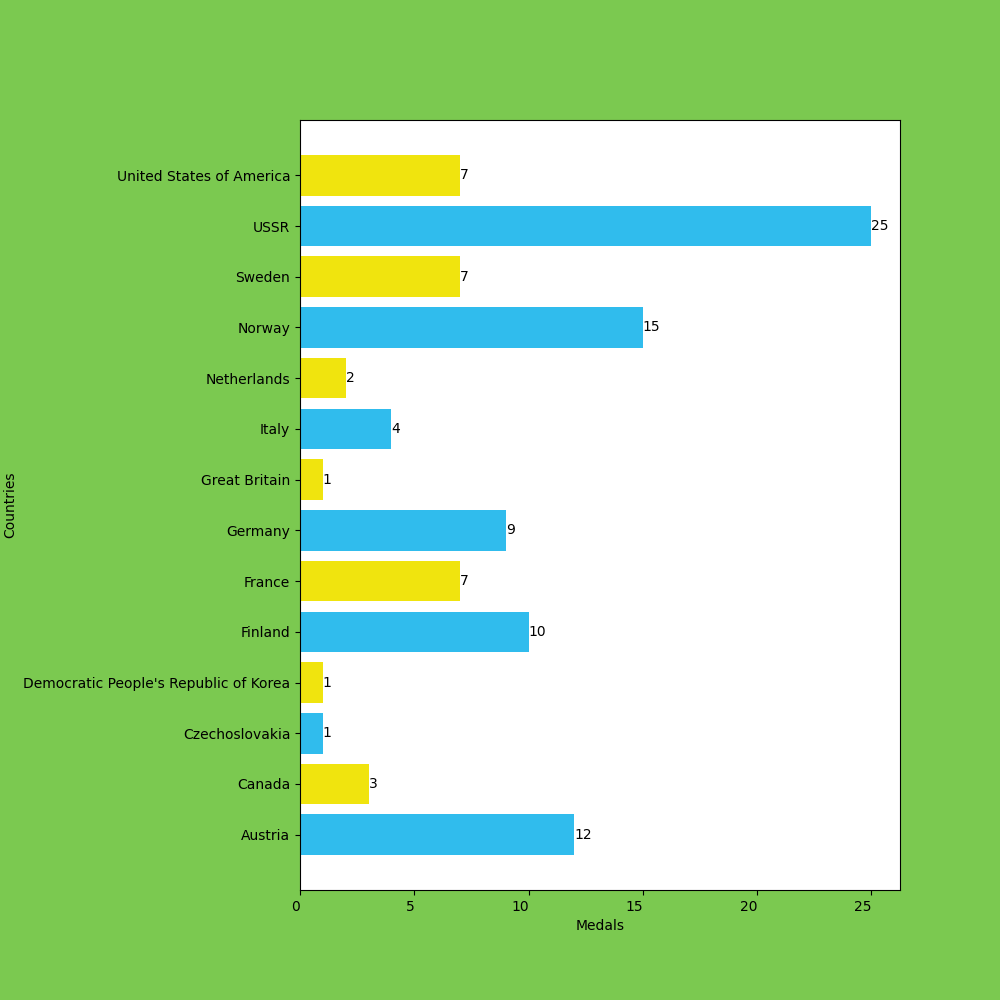 United States of America 7
USSR 25
Sweden 7
Norway 15
Netherlands 2
Italy 4
Great Britain 1
Germany 9
France 7
Finland 10
Democratic People's Republic of Korea 1
Czechoslovakia 1
Canada 3
Austria 12
Countries
0 5 10 15 20 25
Medals